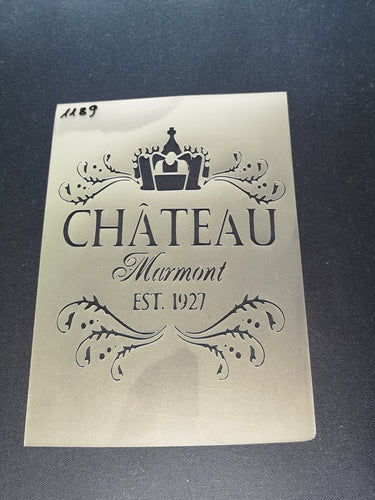 1189
CHÂTEAU
Marmont
EST. 1927